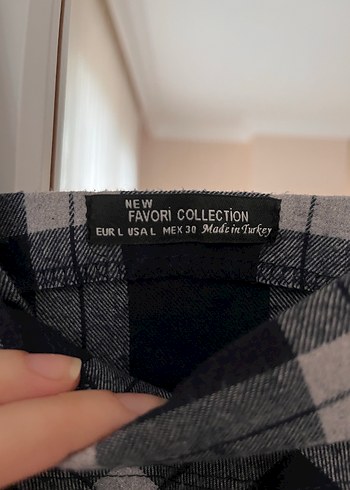 NEW
FAVORİ COLLECTİON
EUR L USA L MEX 30 Made in Turkey